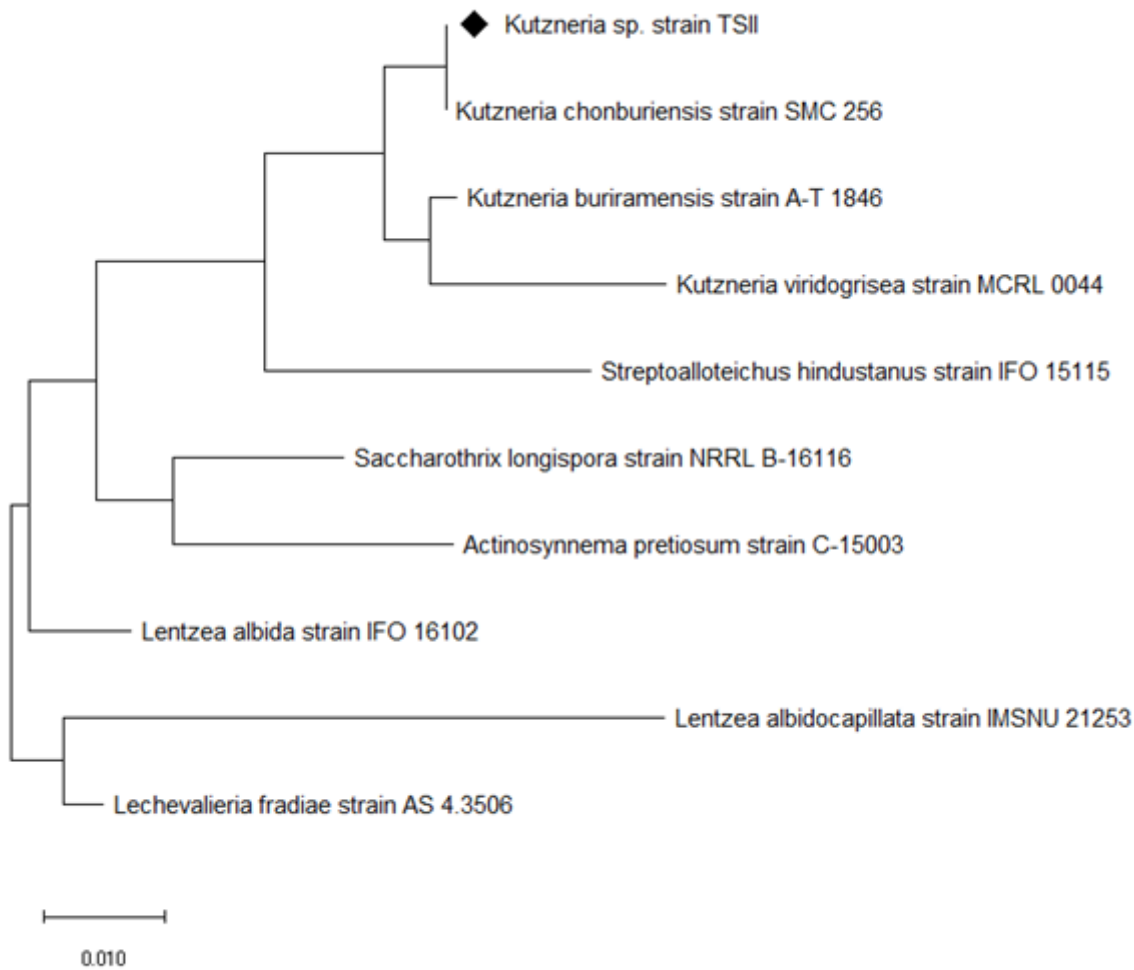 Kutzneria sp. strain TSII
Kutzneria chonburiensis strain SMC 256
Kutzneria buriramensis strain A-T 1846
Kutzneria viridogrisea strain MCRL 0044
Streptoalloteichus hindustanus strain IFO 15115
Saccharothrix longispora strain NRRL B-16116
Actinosynnema pretiosum strain C-15003
Lentzea albida strain IFO 16102
Lentzea albidocapillata strain IMSNU 21253
Lechevalieria fradiae strain AS 4.3506
0.010